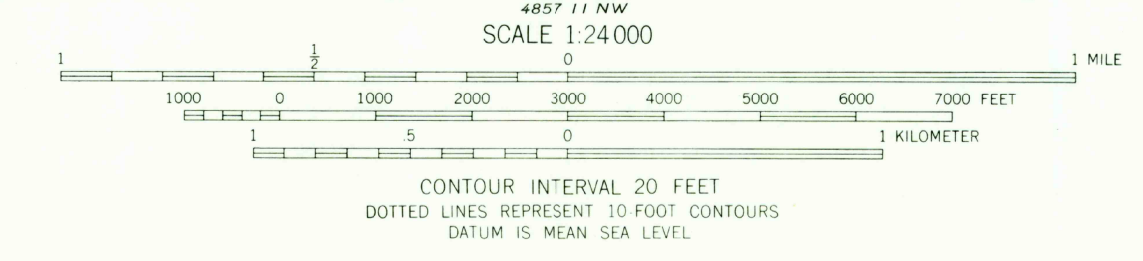 4857 II NW
SCALE 1:24 000
1 1/2 0 1 MILE
1000 0 1000 2000 3000 4000 5000 6000 7000 FEET
1 .5 0 1 KILOMETER
CONTOUR INTERVAL 20 FEET
DOTTED LINES REPRESENT 10-FOOT CONTOURS
DATUM IS MEAN SEA LEVEL